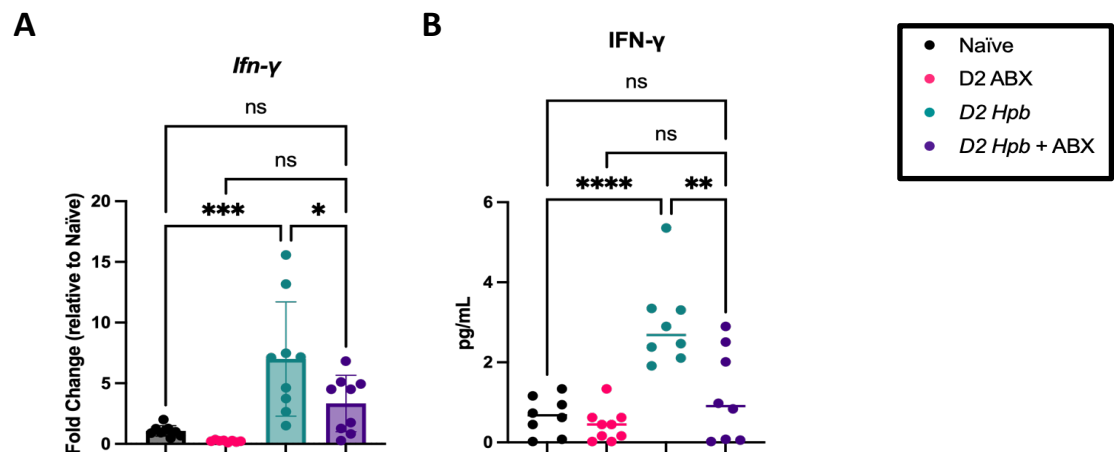 A
Ifn-γ
ns
ns
***
*
Fold Change (relative to Naïve)
20
15
10
5
0
B
IFN-γ
ns
ns
****
**
pg/mL
6
4
2
0
Naïve
D2 ABX
D2 Hpb
D2 Hpb + ABX